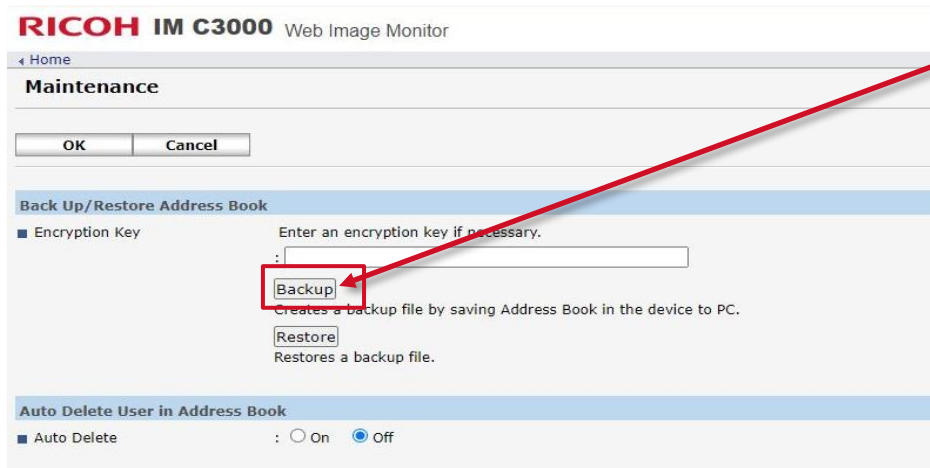 RICOH IM C3000 Web Image Monitor
Home
Maintenance
OK Cancel
Back Up/Restore Address Book
Encryption Key Enter an encryption key if necessary.
:
Backup
Creates a backup file by saving Address Book in the device to PC.
Restore
Restores a backup file.
Auto Delete User in Address Book
Auto Delete : On Off